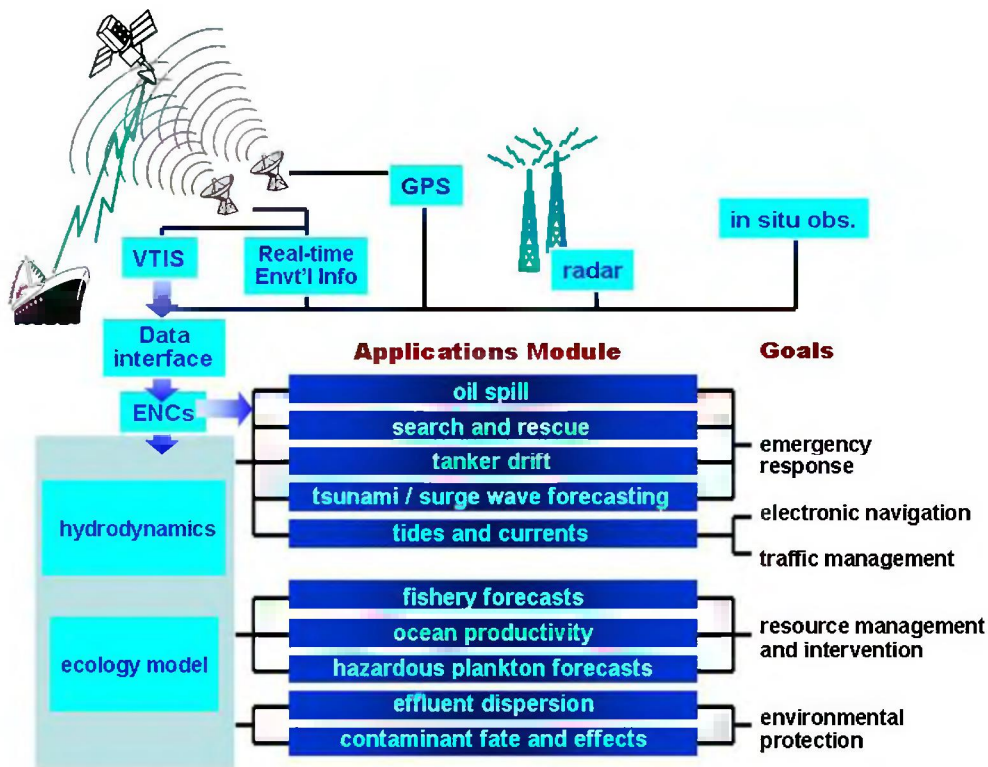 GPS
in situ obs.
VTIS
Real-time
Envt'l Info
radar
Data
interface
Applications Module
Goals
ENCs
oil spill
search and rescue
tanker drift
tsunami / surge wave forecasting
tides and currents
emergency
response
electronic navigation
traffic management
hydrodynamics
ecology model
fishery forecasts
ocean productivity
hazardous plankton forecasts
effluent dispersion
contaminant fate and effects
resource management
and intervention
environmental
protection